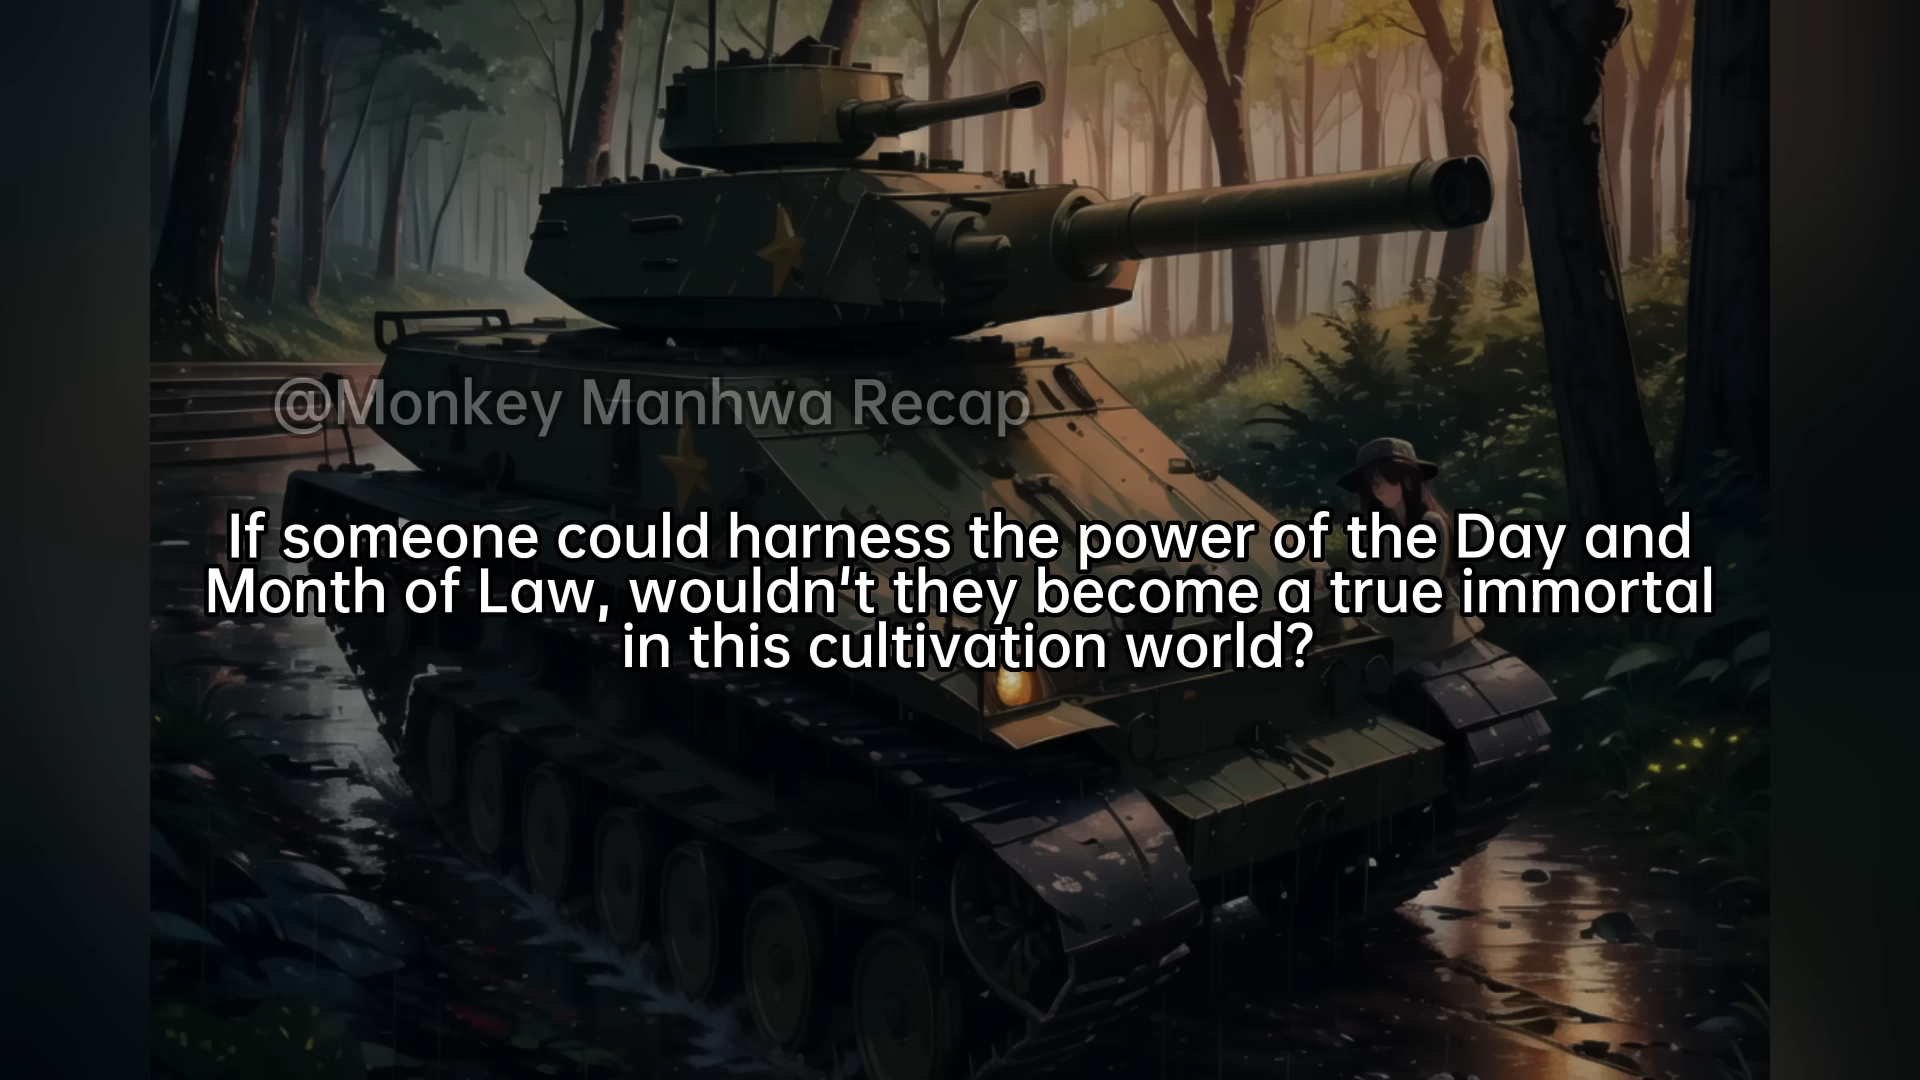 @Monkey Manhwa Recap
If someone could harness the power of the Day and
Month of Law, wouldn't they become a true immortal
in this cultivation world?